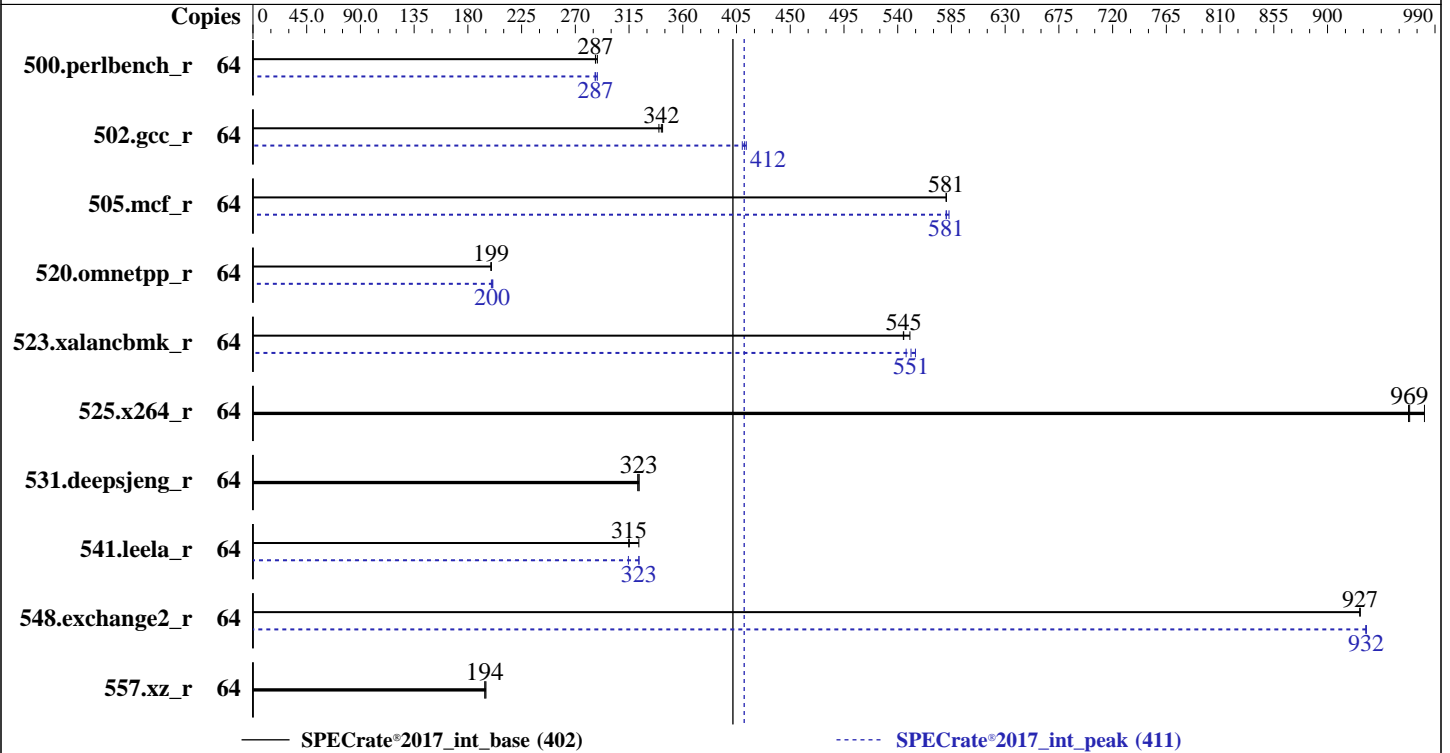 Copies 0 45.0 90.0 135 180 225 270 315 360 405 450 495 540 585 630 675 720 765 810 855 900 990
500.perlbench_r 64 287
287
502.gcc_r 64 342
412
505.mcf_r 64 581
581
520.omnetpp_r 64 199
200
523.xalancbmk_r 64 545
551
525.x264_r 64 969
531.deepsjeng_r 64 323
541.leela_r 64 315
323
548.exchange2_r 64 927
932
557.xz_r 64 194
SPECrate®2017_int_base (402) SPECrate®2017_int_peak (411)